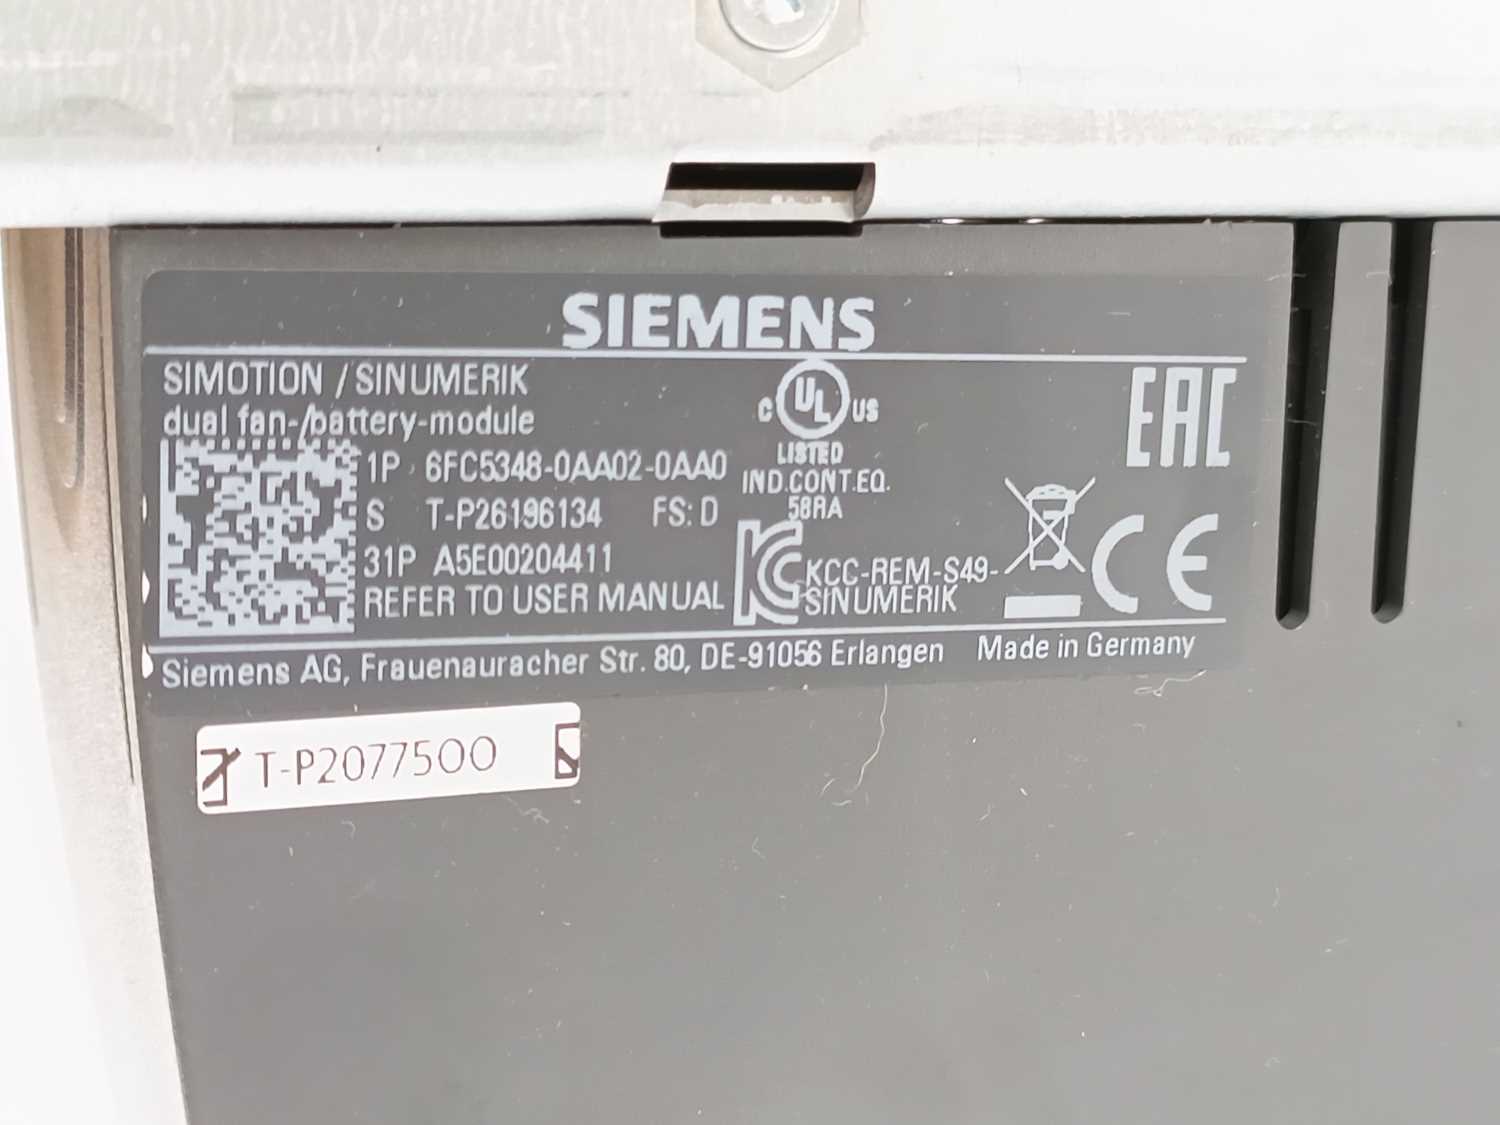 SIEMENS
SIMOTION / SINUMERIK
dual fan-/battery-module
1P 6FC5348-0AA02-0AA0
S T-P26196134 FS: D
31P A5E00204411
REFER TO USER MANUAL
C UL US
LISTED
IND.CONT.EQ.
58RA
KCC-REM-S49-
SINUMERIK
EAC
CE
Siemens AG, Frauenauracher Str. 80, DE-91056 Erlangen Made in Germany
T-P2077500